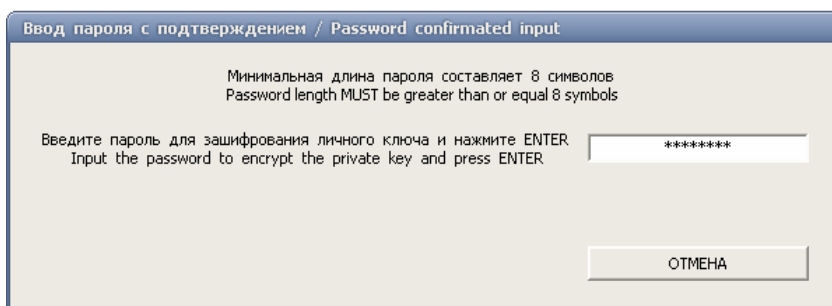 Ввод пароля с подтверждением / Password confirmated input
Минимальная длина пароля составляет 8 символов
Password length MUST be greater than or equal 8 symbols
Введите пароль для зашифрования личного ключа и нажмите ENTER
Input the password to encrypt the private key and press ENTER
********
ОТМЕНА